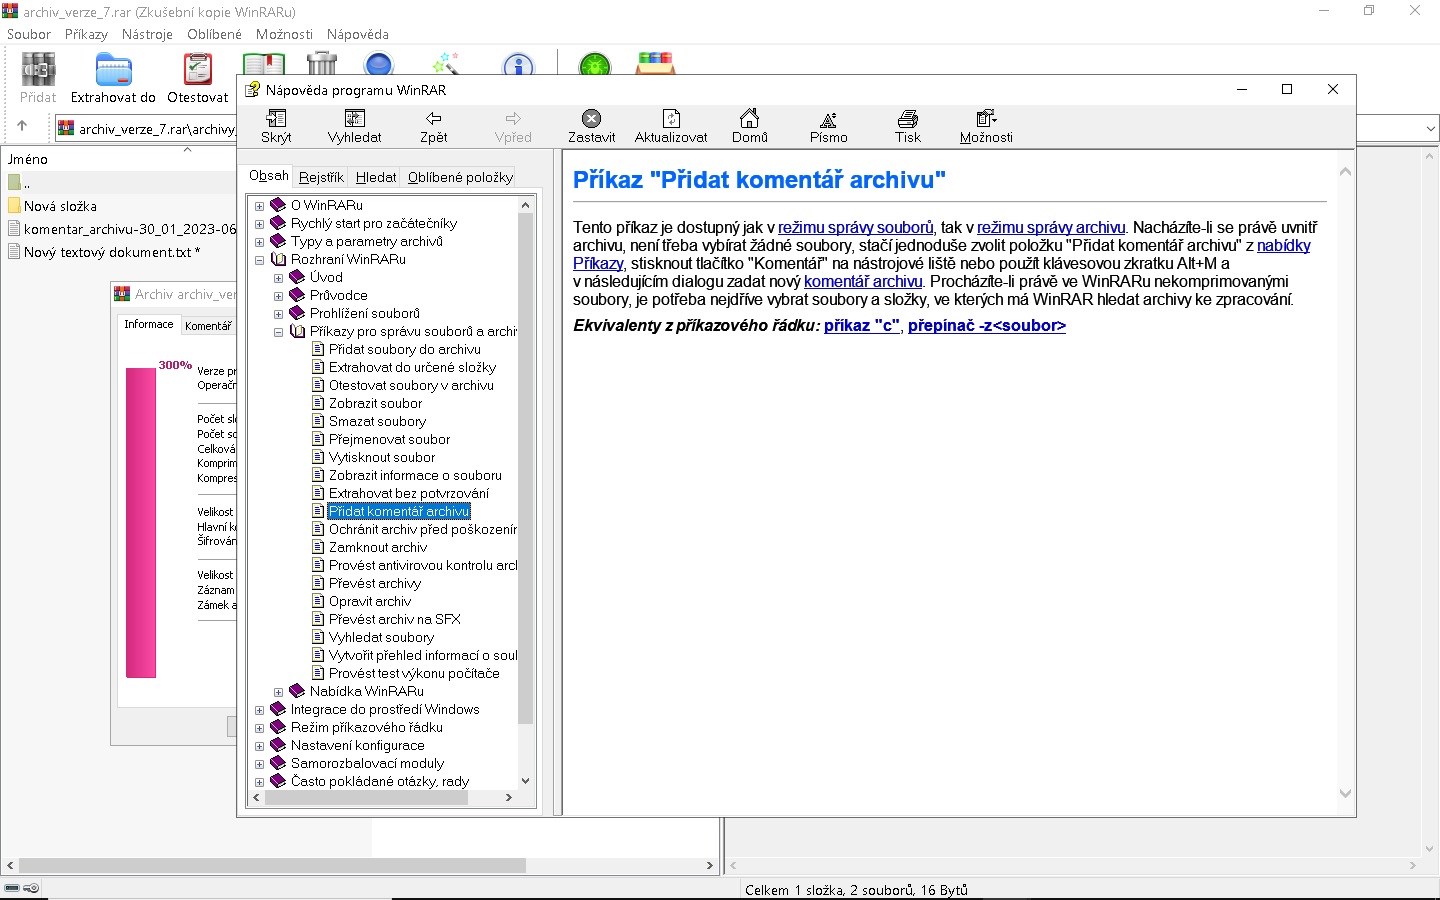 archiv_verze_7.rar (Zkušební kopie WinRARu)
Soubor Příkazy Nástroje Oblíbené Možnosti Nápověda
Přidat Extrahovat do Otestovat
archiv_verze_7.rar\archivy
Jméno
..
Nová složka
komentar_archivu-30_01_2023-06
Nový textový dokument.txt *
Archiv archiv_ver
Informace Komentář
300%
Verze pr
Operačn
Počet slo
Počet so
Celková
Komprim
Kompres
Velikost
Hlavní ko
Šifrován
Velikost
Záznam
Zámek a
Nápověda programu WinRAR
Skrýt Vyhledat Zpět Vpřed Zastavit Aktualizovat Domů Písmo Tisk Možnosti
Obsah Rejstřík Hledat Oblíbené položky
O WinRARu
Rychlý start pro začátečníky
Typy a parametry archivů
Rozhraní WinRARu
Úvod
Průvodce
Prohlížení souborů
Příkazy pro správu souborů a archi
Přidat soubory do archivu
Extrahovat do určené složky
Otestovat soubory v archivu
Zobrazit soubor
Smazat soubory
Přejmenovat soubor
Vytisknout soubor
Zobrazit informace o souboru
Extrahovat bez potvrzování
Přidat komentář archivu
Ochránit archiv před poškozením
Zamknout archiv
Provést antivirovou kontrolu arcl
Převést archivy
Opravit archiv
Převést archiv na SFX
Vyhledat soubory
Vytvořit přehled informací o soul
Provést test výkonu počítače
Nabídka WinRARu
Integrace do prostředí Windows
Režim příkazového řádku
Nastavení konfigurace
Samorozbalovací moduly
Často pokládané otázky, rady
Příkaz "Přidat komentář archivu"
Tento příkaz je dostupný jak v režimu správy souborů, tak v režimu správy archivu. Nacházíte-li se právě uvnitř
archivu, není třeba vybírat žádné soubory, stačí jednoduše zvolit položku "Přidat komentář archivu" z nabídky
Příkazy, stisknout tlačítko "Komentář" na nástrojové liště nebo použít klávesovou zkratku Alt+M a
v následujícím dialogu zadat nový komentář archivu. Procházíte-li právě ve WinRARu nekomprimovanými
soubory, je potřeba nejdříve vybrat soubory a složky, ve kterých má WinRAR hledat archivy ke zpracování.
Ekvivalenty z příkazového řádku: příkaz "c", přepínač -z<soubor>
Celkem 1 složka, 2 souborů, 16 Bytů